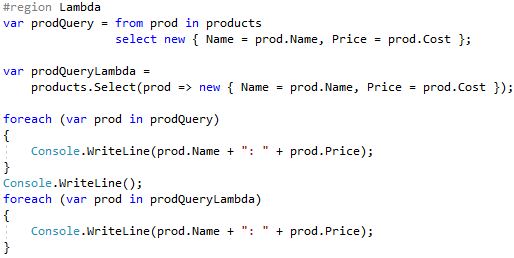 #region Lambda
var prodQuery = from prod in products
                select new { Name = prod.Name, Price = prod.Cost };

var prodQueryLambda =
    products.Select(prod => new { Name = prod.Name, Price = prod.Cost });

foreach (var prod in prodQuery)
{
    Console.WriteLine(prod.Name + ": " + prod.Price);
}
Console.WriteLine();
foreach (var prod in prodQueryLambda)
{
    Console.WriteLine(prod.Name + ": " + prod.Price);
}